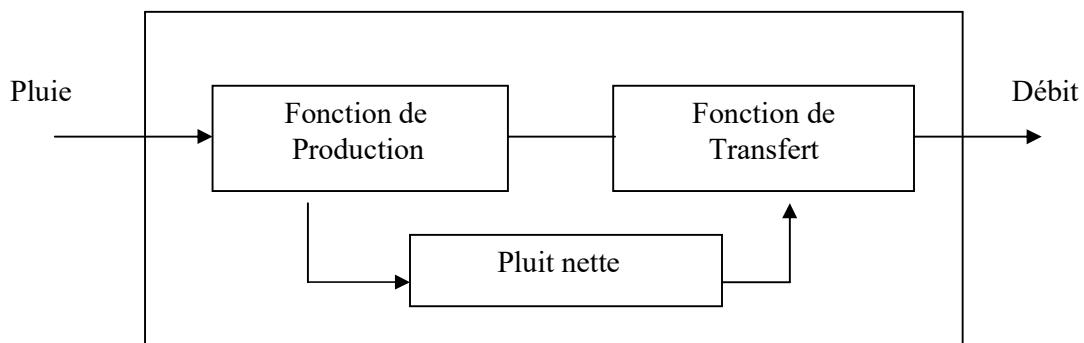 Pluie
Fonction de
Production
Fonction de
Transfert
Débit
Pluit nette